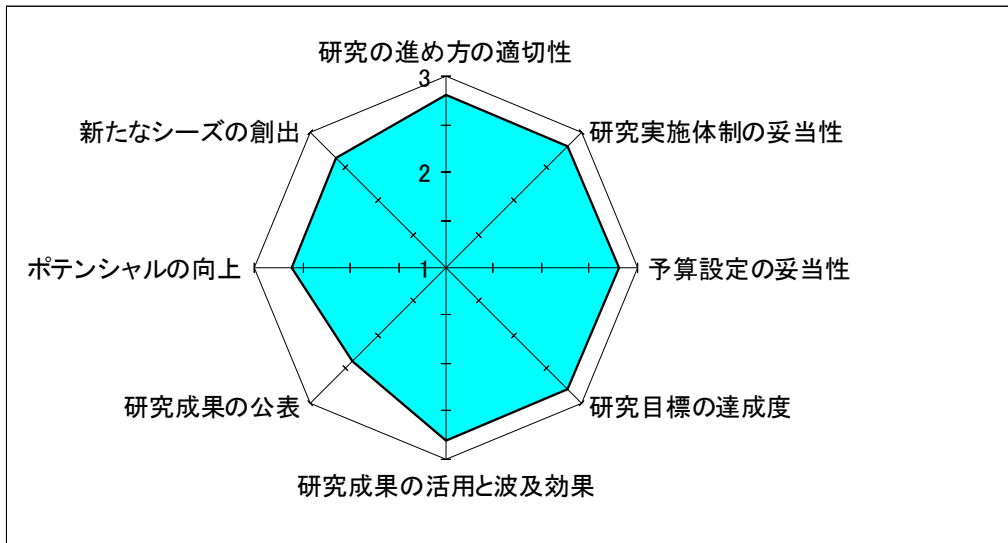 研究の進め方の適切性
3
新たなシーズの創出
研究実施体制の妥当性
2
ポテンシャルの向上
1
予算設定の妥当性
研究成果の公表
研究目標の達成度
研究成果の活用と波及効果